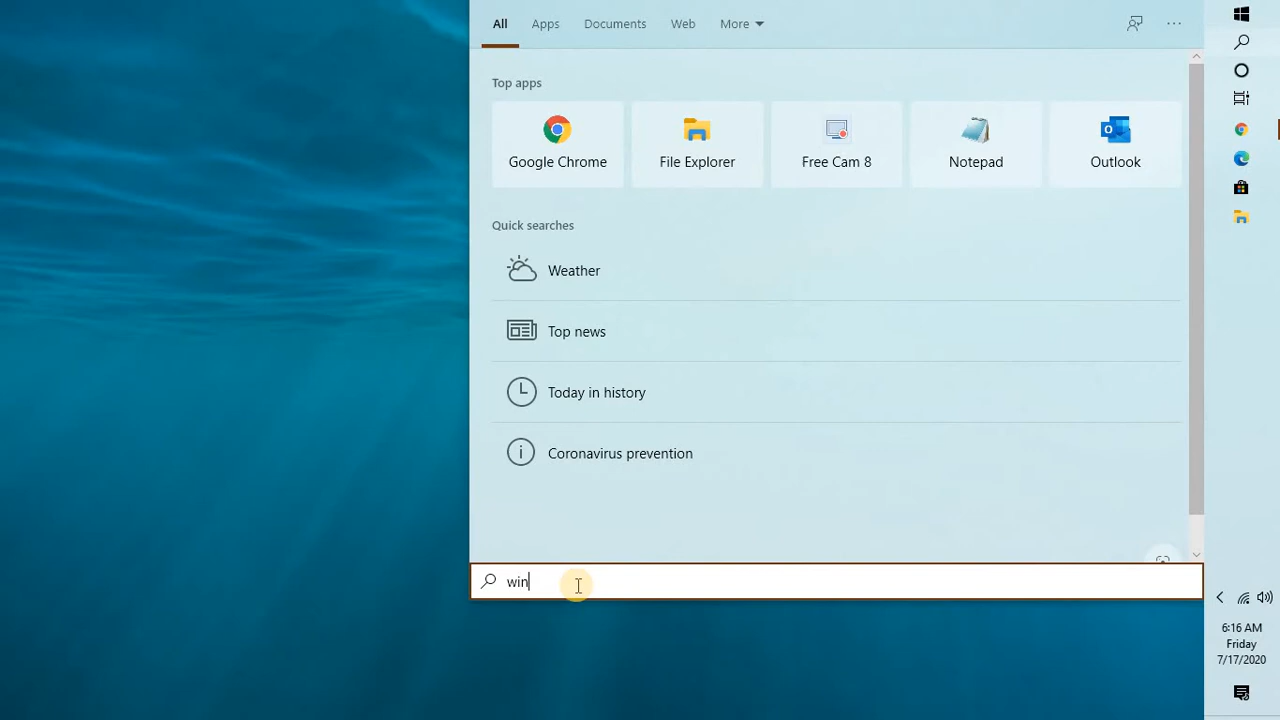 All
Apps
Documents
Web
More
Top apps
Google Chrome
File Explorer
Free Cam 8
Notepad
Outlook
Quick searches
Weather
Top news
Today in history
Coronavirus prevention
win
6:16 AM
Friday
7/17/2020